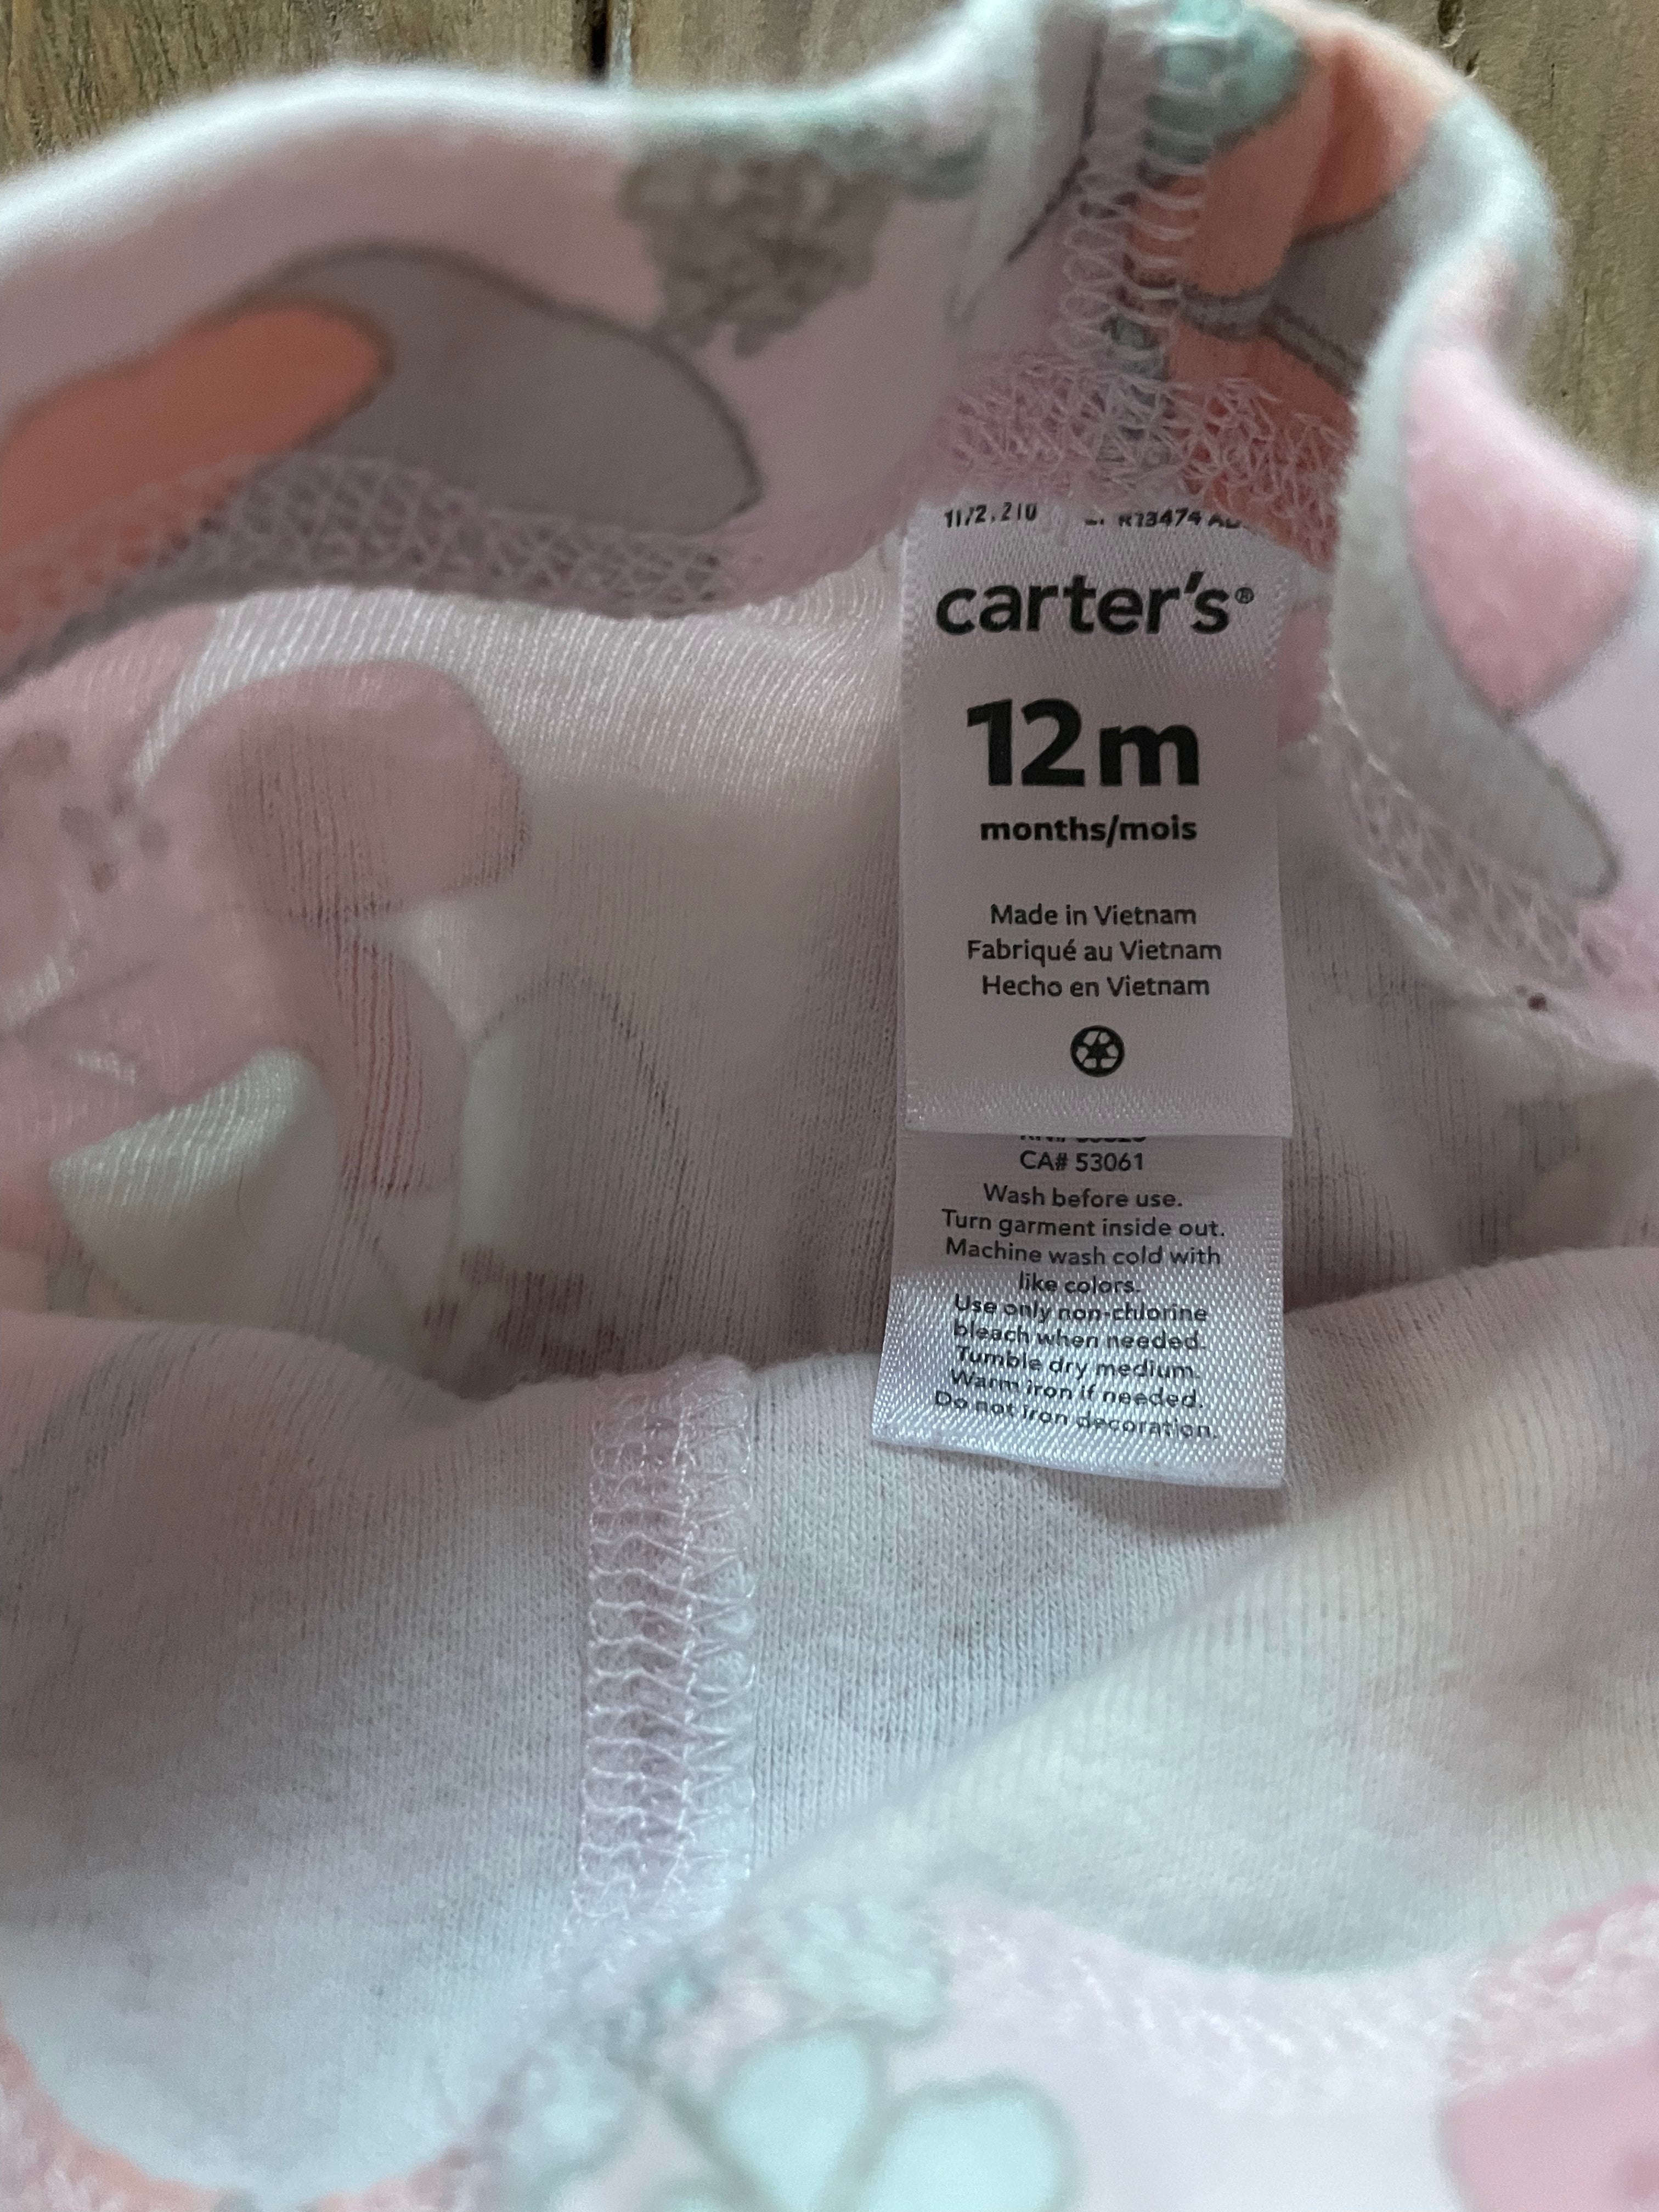 carter's®
12m
months/mois
Made in Vietnam
Fabriqué au Vietnam
Hecho en Vietnam
CA# 53061
Wash before use.
Turn garment inside out.
Machine wash cold with
like colors.
Use only non-chlorine
bleach when needed.
Tumble dry medium.
Warm iron if needed.
Do not iron decoration.